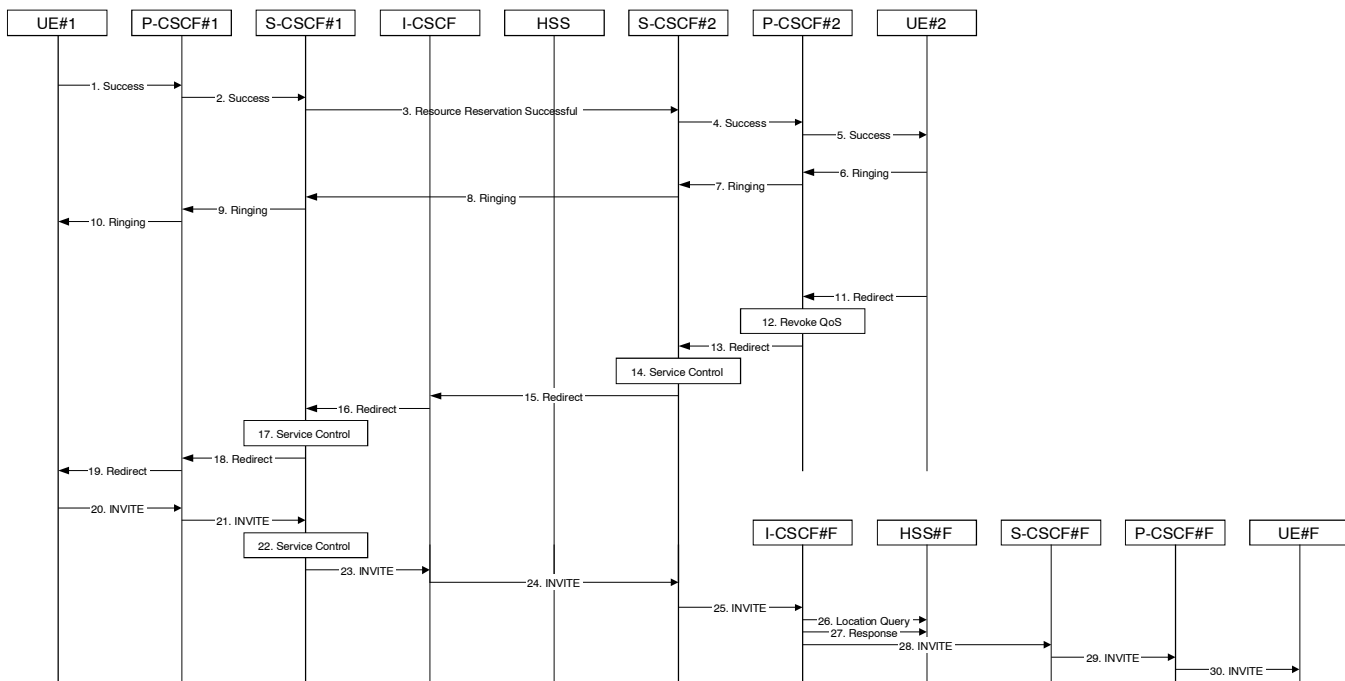 UE#1
P-CSCF#1
S-CSCF#1
I-CSCF
HSS
S-CSCF#2
P-CSCF#2
UE#2
1. Success
2. Success
3. Resource Reservation Successful
4. Success
5. Success
6. Ringing
7. Ringing
8. Ringing
9. Ringing
10. Ringing
11. Redirect
12. Revoke QoS
13. Redirect
14. Service Control
15. Redirect
16. Redirect
17. Service Control
18. Redirect
19. Redirect
20. INVITE
21. INVITE
I-CSCF#F
HSS#F
S-CSCF#F
P-CSCF#F
UE#F
22. Service Control
23. INVITE
24. INVITE
25. INVITE
26. Location Query
27. Response
28. INVITE
29. INVITE
30. INVITE